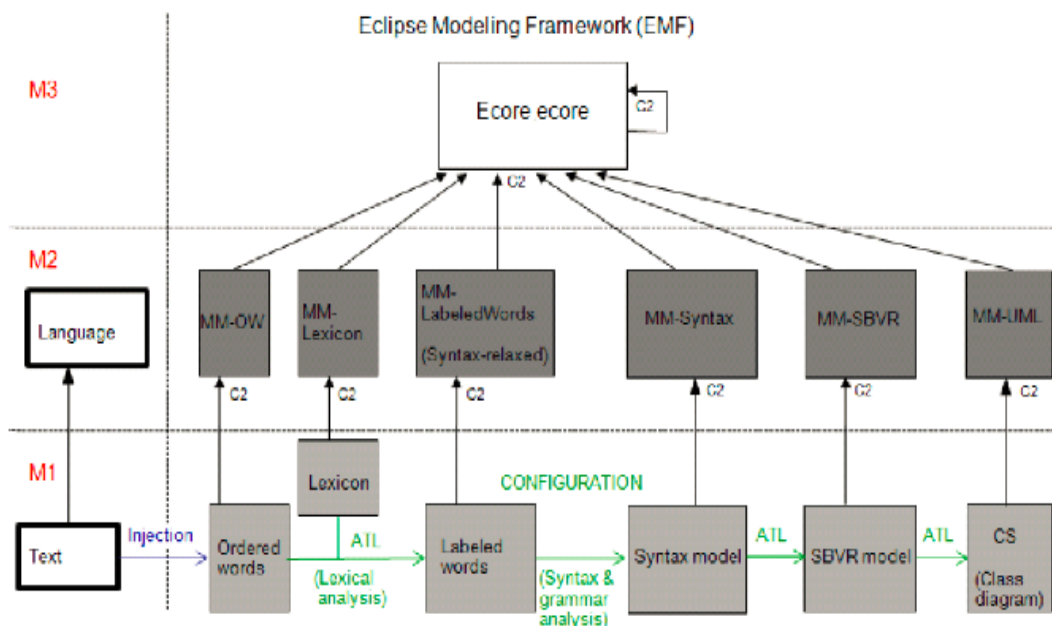 Eclipse Modeling Framework (EMF)
M3
Ecore ecore
C2
C2
M2
Language
MM-OW
MM-
Lexicon
MM-
LabeledWords
(Syntax-relaxed)
MM-Syntax
MM-SBVR
MM-UML
C2
C2
C2
C2
C2
C2
M1
Lexicon
CONFIGURATION
Text
Injection
Ordered
words
ATL
(Lexical
analysis)
Labeled
words
(Syntax &
grammar
analysis)
Syntax model
ATL
SBVR model
ATL
CS
(Class
diagram)